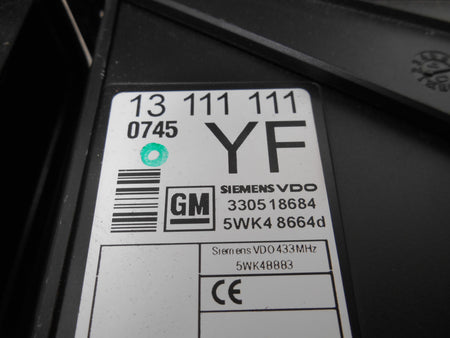 13 111 111
0745
YF
GM
SIEMENS VDO
330518684
5WK4 8664d
Siemens VDO 433MHz
5WK48883
CE